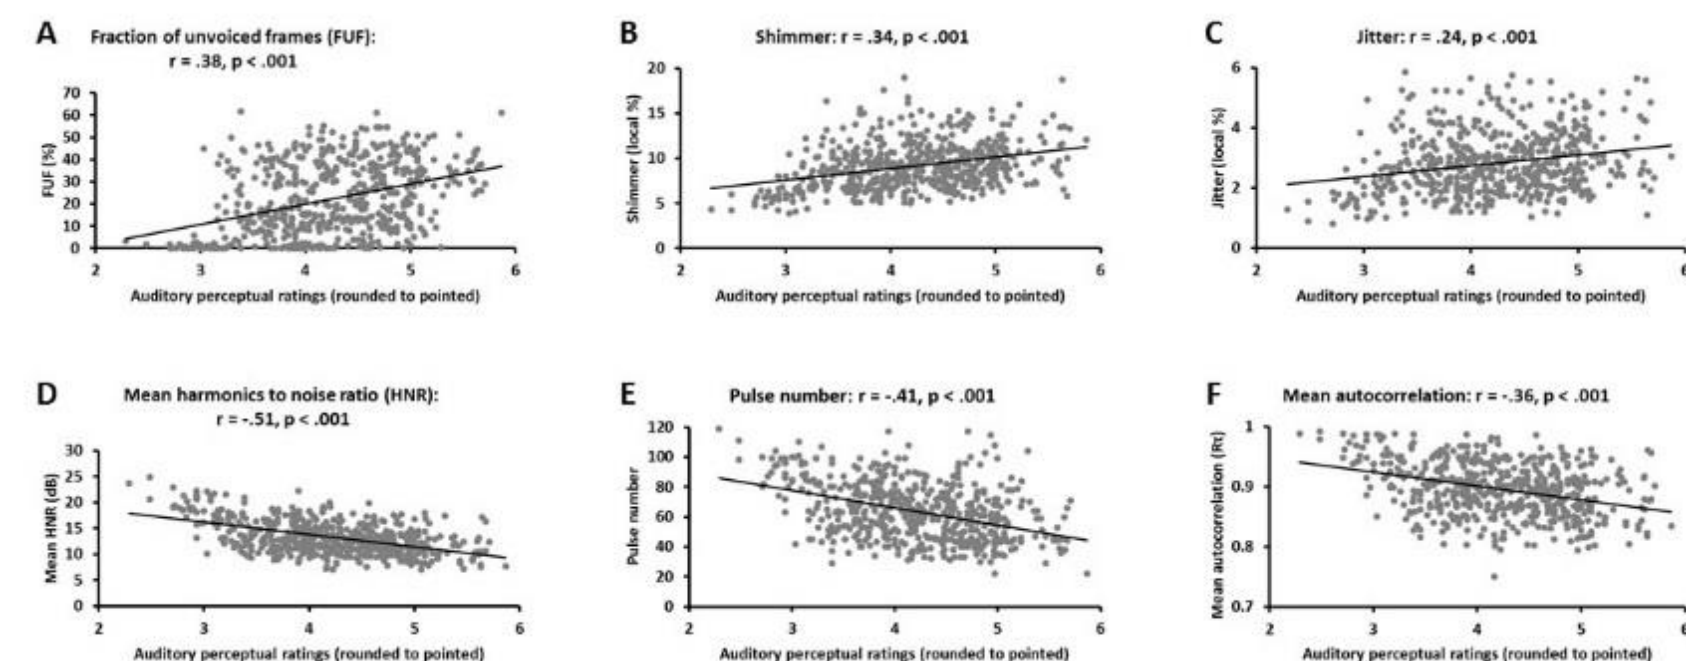 A Fraction of unvoiced frames (FUF):
r = .38, p < .001
FUF (%)
70
60
50
40
30
20
10
0
2 3 4 5 6
Auditory perceptual ratings (rounded to pointed)
B Shimmer: r = .34, p < .001
Shimmer (local %)
20
15
10
5
0
2 3 4 5 6
Auditory perceptual ratings (rounded to pointed)
C Jitter: r = .24, p < .001
Jitter (local %)
6
4
2
0
2 3 4 5 6
Auditory perceptual ratings (rounded to pointed)
D Mean harmonics to noise ratio (HNR):
r = -.51, p < .001
Mean HNR (dB)
30
25
20
15
10
5
0
2 3 4 5 6
Auditory perceptual ratings (rounded to pointed)
E Pulse number: r = -.41, p < .001
Pulse number
120
100
80
60
40
20
0
2 3 4 5 6
Auditory perceptual ratings (rounded to pointed)
F Mean autocorrelation: r = -.36, p < .001
Mean autocorrelation (Rx)
1
0.9
0.8
0.7
2 3 4 5 6
Auditory perceptual ratings (rounded to pointed)